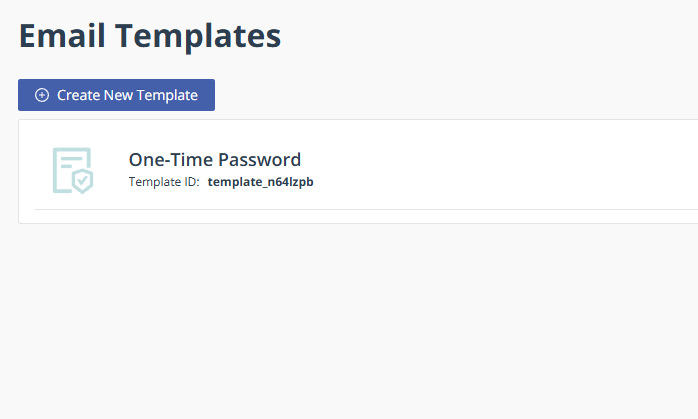 Email Templates
Create New Template
One-Time Password
Template ID: template_n64lzpb